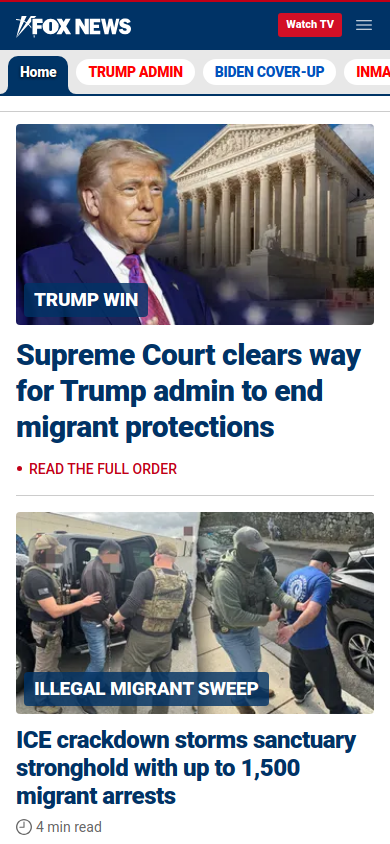 FOX NEWS
Watch TV
Home
TRUMP ADMIN
BIDEN COVER-UP
INMA
TRUMP WIN
Supreme Court clears way
for Trump admin to end
migrant protections
READ THE FULL ORDER
ILLEGAL MIGRANT SWEEP
ICE crackdown storms sanctuary
stronghold with up to 1,500
migrant arrests
4 min read